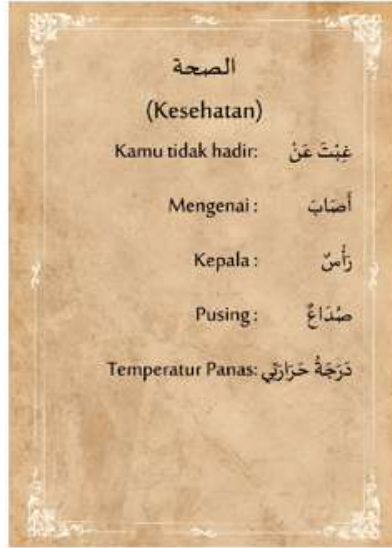 الصحة
(Kesehatan)
Kamu tidak hadir: غِبْتَ عَنْ
Mengenai : أَصَابَ
Kepala : رَأْسٌ
Pusing : صُدَاعٌ
Temperatur Panas: دَرَجَةُ حَرَارَتِي